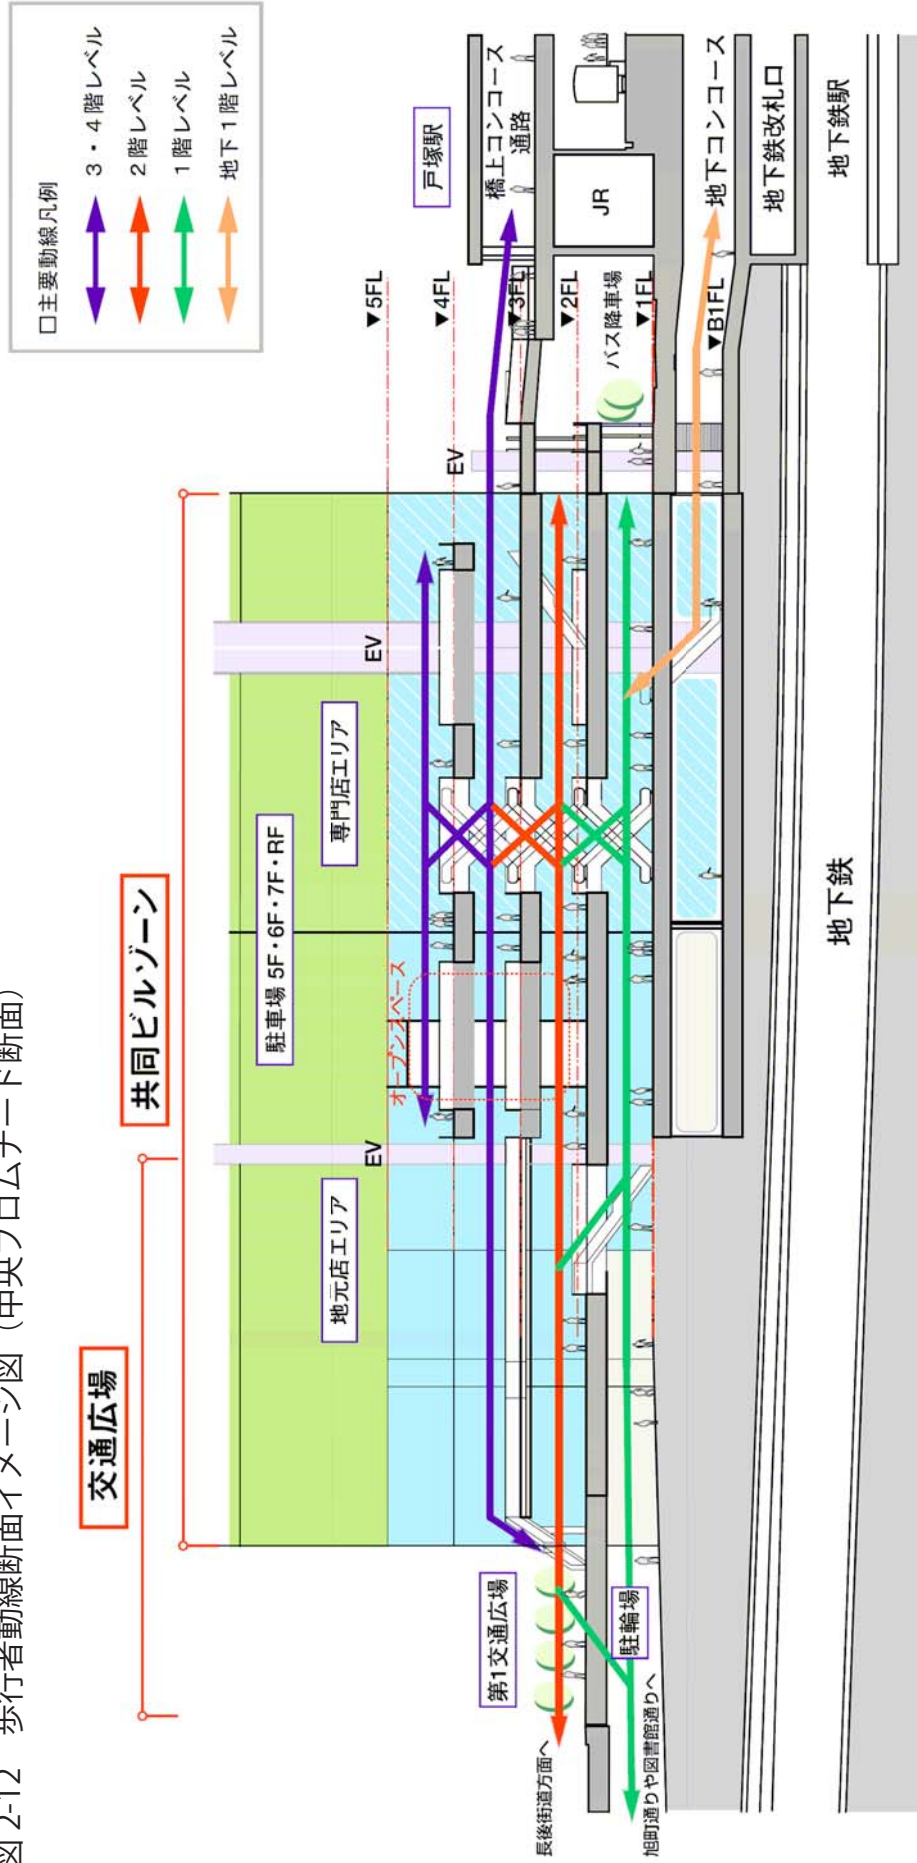 図 2-12 歩行者動線断面イメージ図（中央プロムナード断面）
□主要動線凡例
3・4階レベル
2階レベル
1階レベル
地下1階レベル
交通広場
共同ビルゾーン
駐車場 5F・6F・7F・RF
地元店エリア
専門店エリア
EV
EV
EV
オープンスペース
▼5FL
▼4FL
▼3FL
▼2FL
▼1FL
▼B1FL
戸塚駅
橋上コンコース
通路
JR
バス降車場
地下コンコース
地下鉄改札口
地下鉄駅
地下鉄
第1交通広場
駐輪場
長後街道方面へ
旭町通りや図書館通りへ